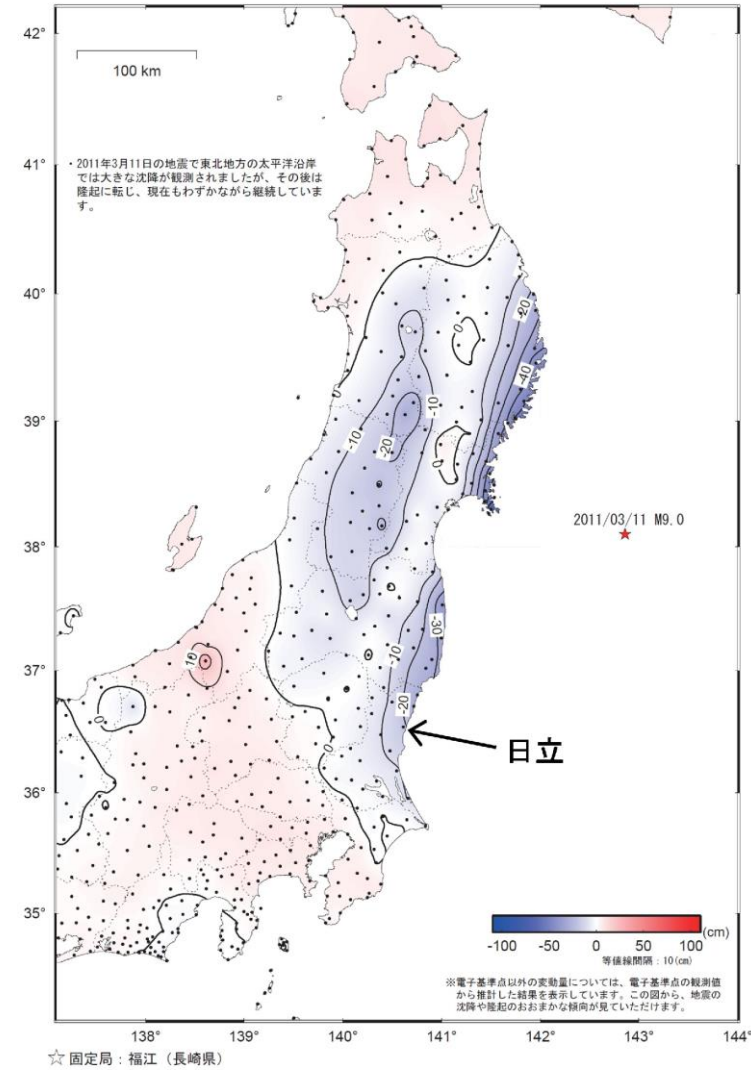 42°
42°
100 km
41°
・2011年3月11日の地震で東北地方の太平洋沿岸
では大きな沈降が観測されましたが、その後は
隆起に転じ、現在もわずかながら継続していま
す。
40°
-20
0
-40
39°
0
-10
-10
-20
0
2011/03/11 M9.0
38°
-30
10
-10
37°
0
-20
0
日立
36°
35°
-100 -50 0 50 100 (cm)
等値線間隔：10(cm)
※電子基準点以外の変動量については、電子基準点の観測値
から推計した結果を表示しています。この図から、地震の
沈降や隆起のおおまかな傾向が見ていただけます。
138° 139° 140° 141° 142° 143° 144°
☆ 固定局：福江（長崎県）